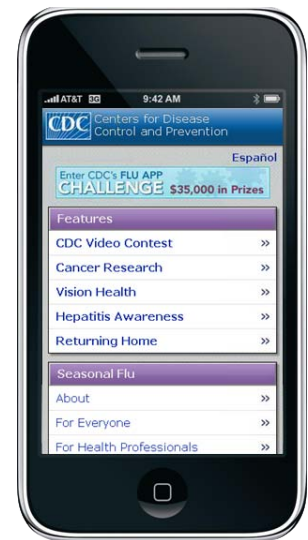 AT&T 3G 9:42 AM
CDC Centers for Disease
Control and Prevention
Español
Enter CDC's FLU APP
CHALLENGE $35,000 in Prizes
Features
CDC Video Contest »
Cancer Research »
Vision Health »
Hepatitis Awareness »
Returning Home »
Seasonal Flu
About »
For Everyone »
For Health Professionals »